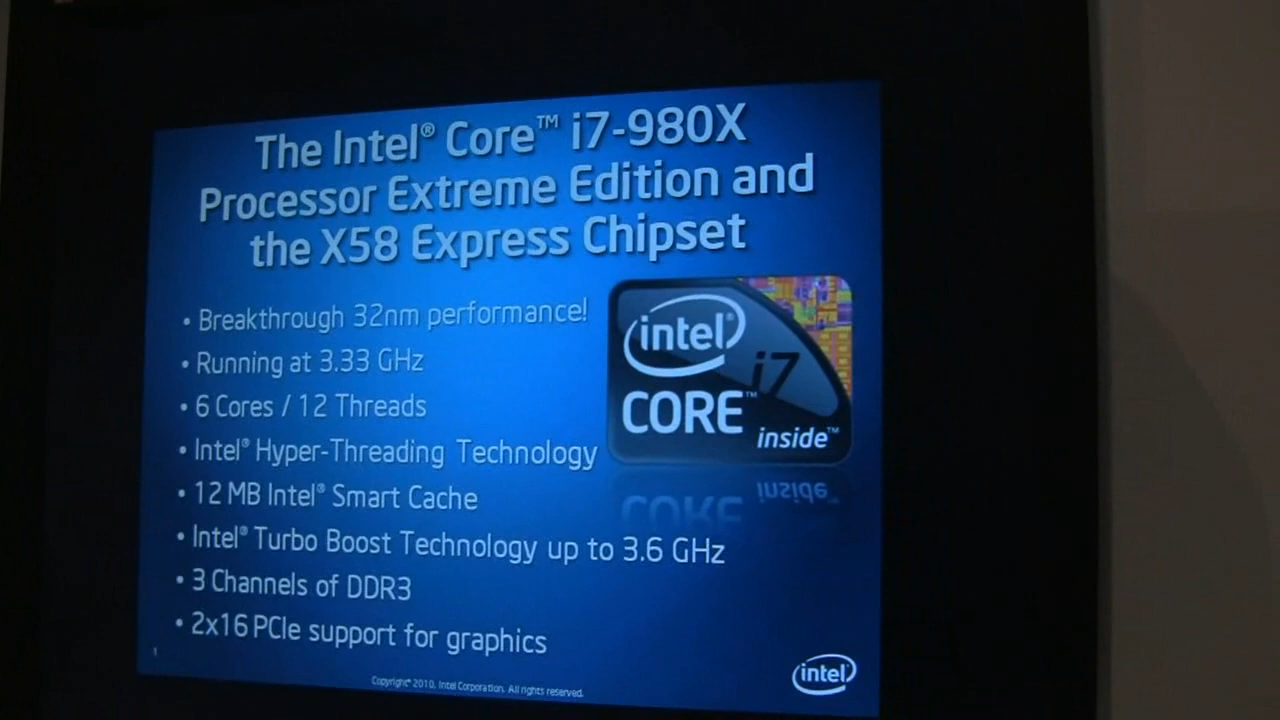 The Intel® Core™ i7-980X
Processor Extreme Edition and
the X58 Express Chipset
• Breakthrough 32nm performance!
• Running at 3.33 GHz
• 6 Cores / 12 Threads
• Intel® Hyper-Threading Technology
• 12 MB Intel® Smart Cache
• Intel® Turbo Boost Technology up to 3.6 GHz
• 3 Channels of DDR3
• 2x16 PCIe support for graphics
intel®
i7
CORE™
inside™
1
Copyright® 2010, Intel Corporation. All rights reserved.
intel